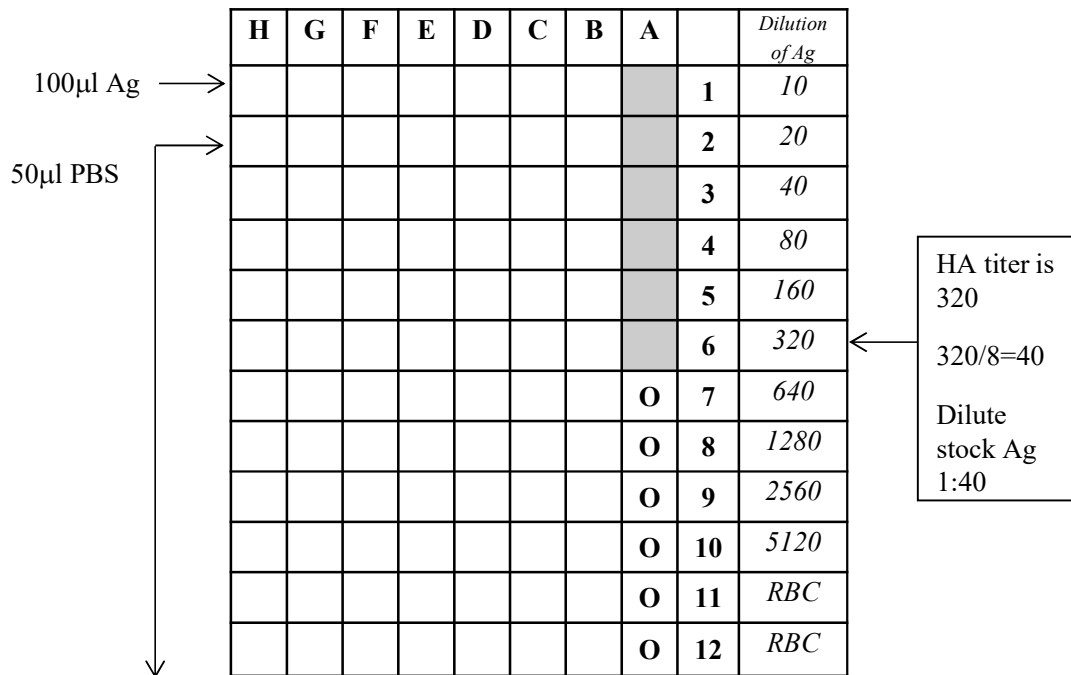 H G F E D C B A Dilution of Ag
100μl Ag 1 10
50μl PBS 2 20
3 40
4 80
5 160
6 320
O 7 640
O 8 1280
O 9 2560
O 10 5120
O 11 RBC
O 12 RBC
HA titer is
320
320/8=40
Dilute
stock Ag
1:40